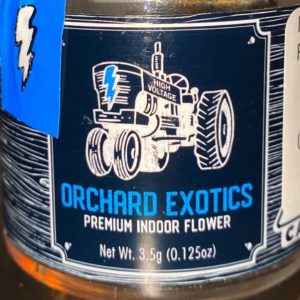 HIGH
VOLTAGE
ORCHARD EXOTICS
PREMIUM INDOOR FLOWER
Net Wt. 3.5g (0.125oz)